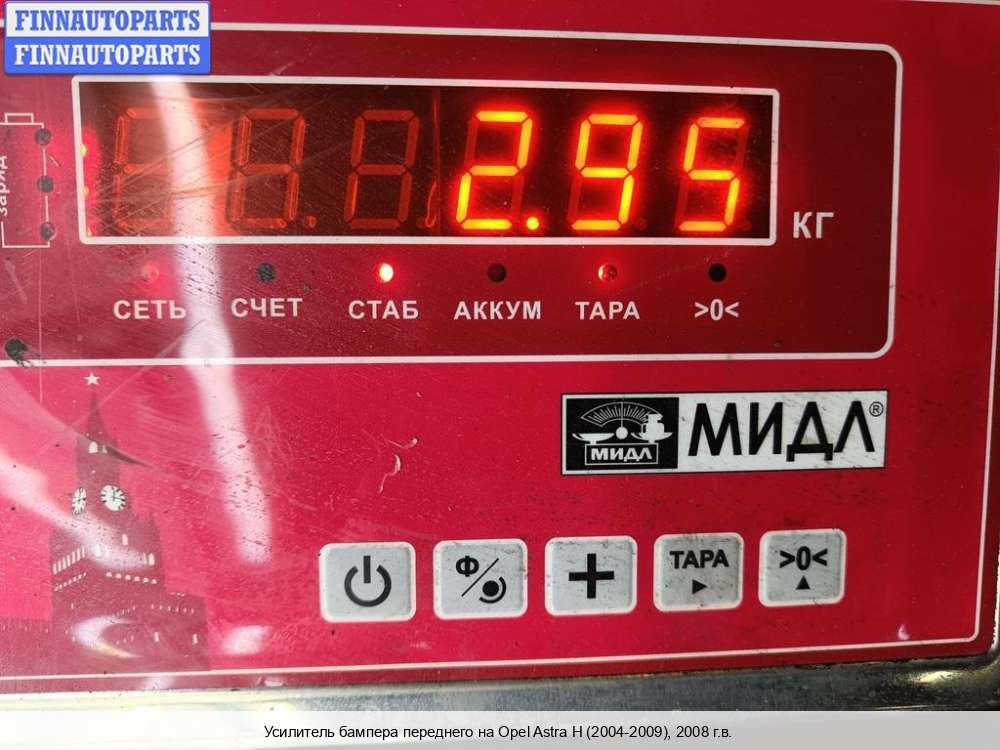 FINNAUTOPARTS
FINNAUTOPARTS
заряд
2.95
КГ
СЕТЬ СЧЕТ СТАБ АККУМ ТАРА >0<
МИДЛ МИДЛ®
Ф ТАРА >0<
Усилитель бампера переднего на Opel Astra H (2004-2009), 2008 г.в.